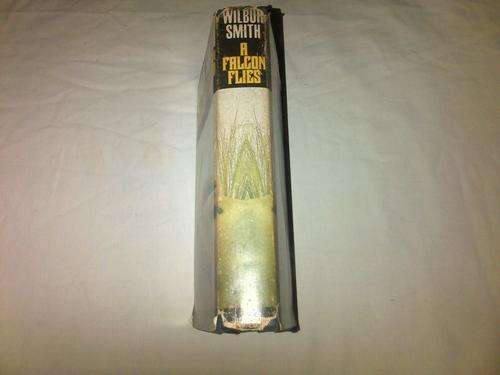 WILBUR
SMITH
A
FALCON
FLIES